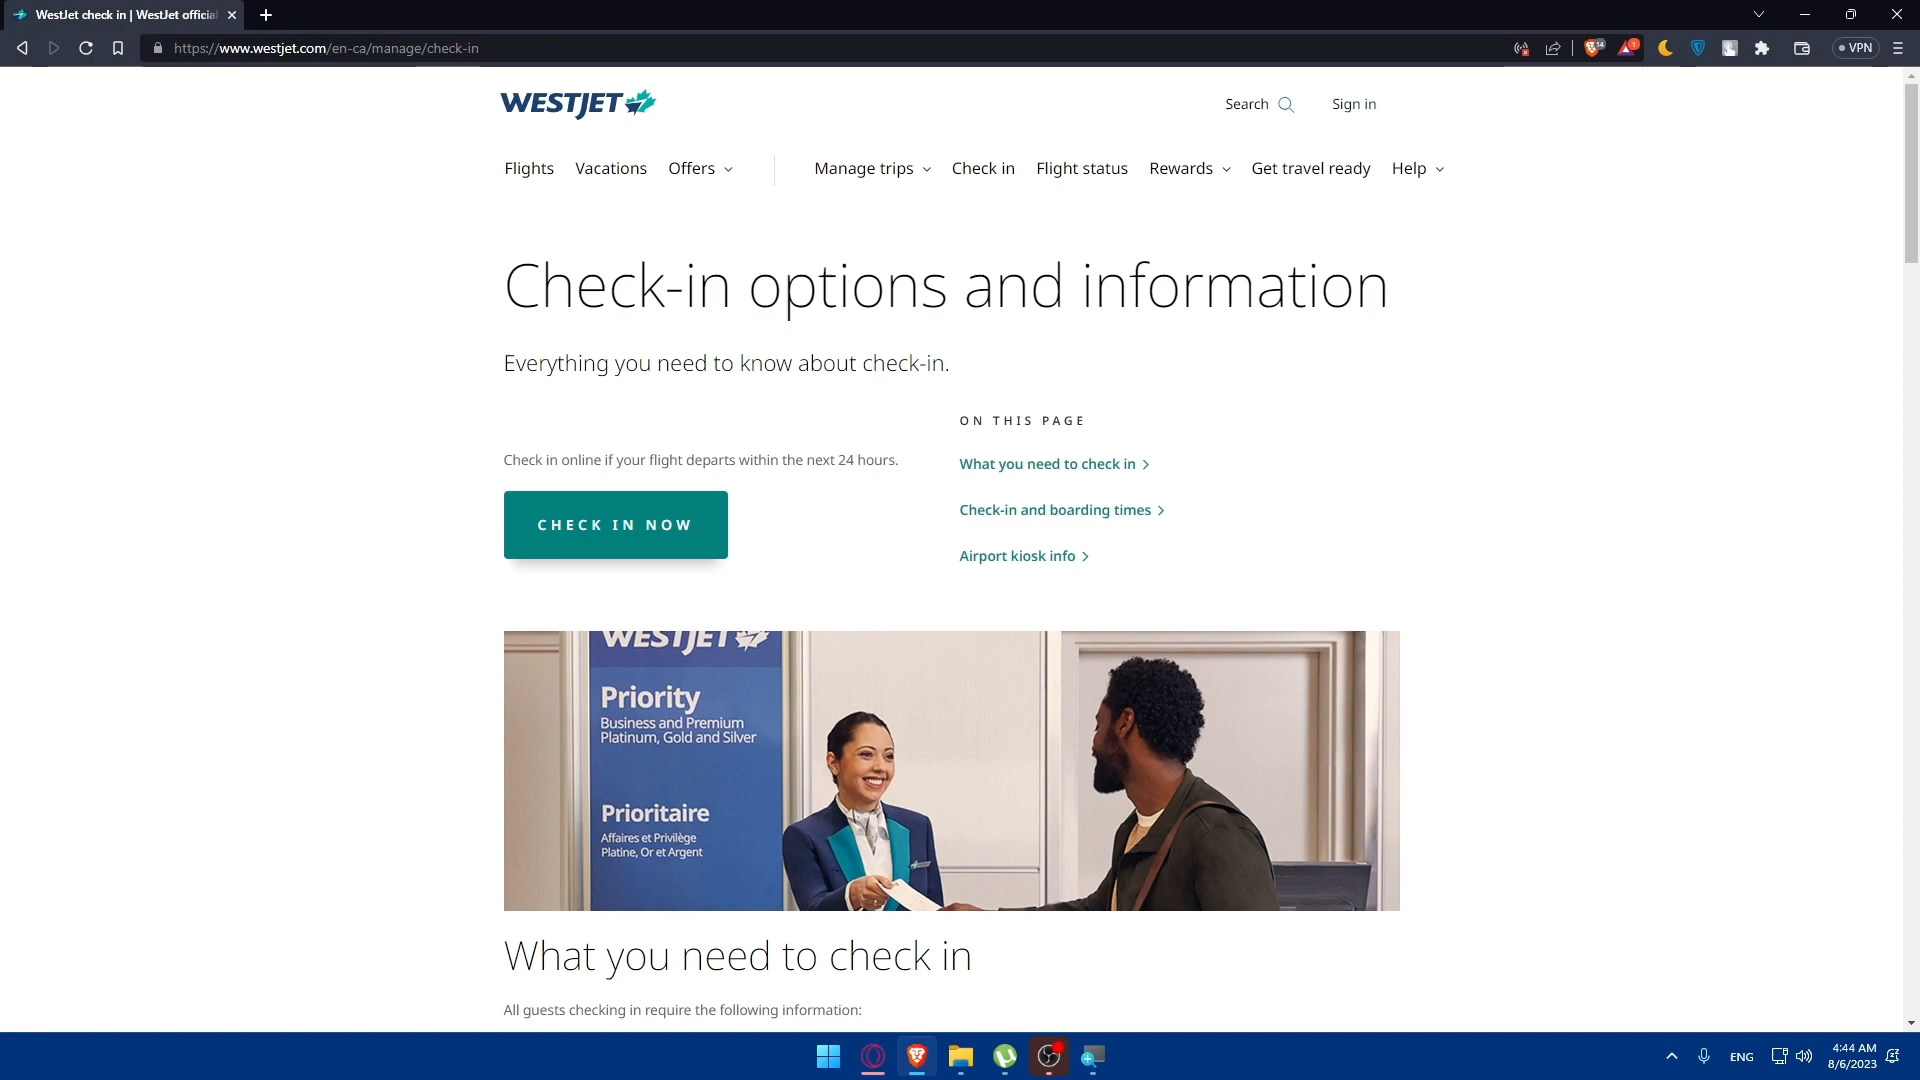 WestJet check in | WestJet official
https://www.westjet.com/en-ca/manage/check-in
14
1
VPN
WESTJET
Search
Sign in
Flights
Vacations
Offers
Manage trips
Check in
Flight status
Rewards
Get travel ready
Help
Check-in options and information
Everything you need to know about check-in.
ON THIS PAGE
Check in online if your flight departs within the next 24 hours.
What you need to check in
CHECK IN NOW
Check-in and boarding times
Airport kiosk info
WESTJET
Priority
Business and Premium
Platinum, Gold and Silver
Prioritaire
Affaires et Privilège
Platine, Or et Argent
What you need to check in
All guests checking in require the following information:
ENG
4:44 AM
8/6/2023